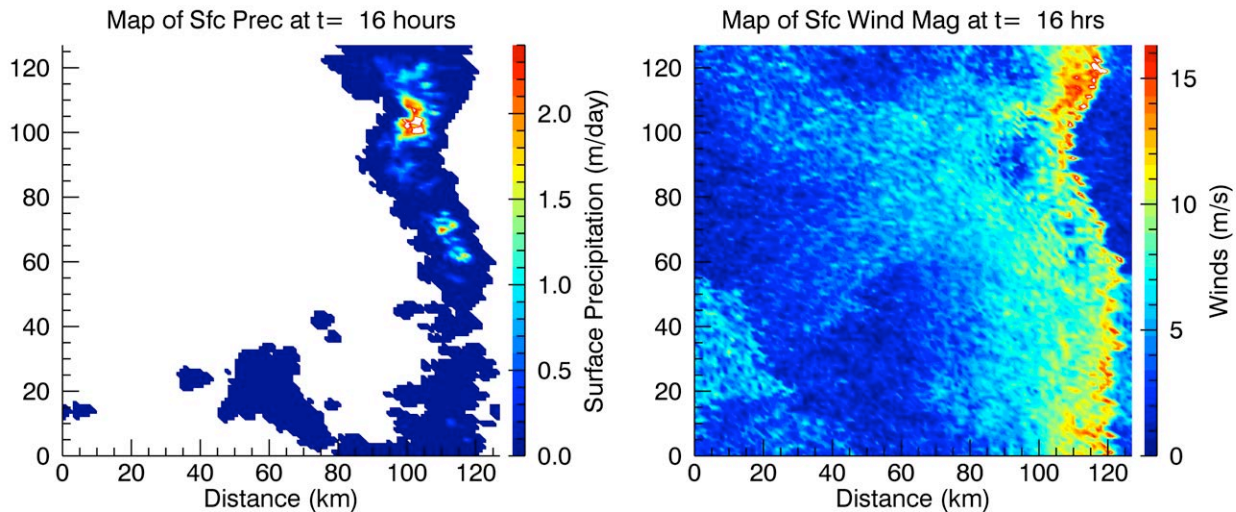 Map of Sfc Prec at t=  16 hours
120
100
80
60
40
20
0
0 20 40 60 80 100 120
Distance (km)
2.0
1.5
1.0
0.5
0.0
Surface Precipitation (m/day)
Map of Sfc Wind Mag at t=  16 hrs
120
100
80
60
40
20
0
0 20 40 60 80 100 120
Distance (km)
15
10
5
0
Winds (m/s)